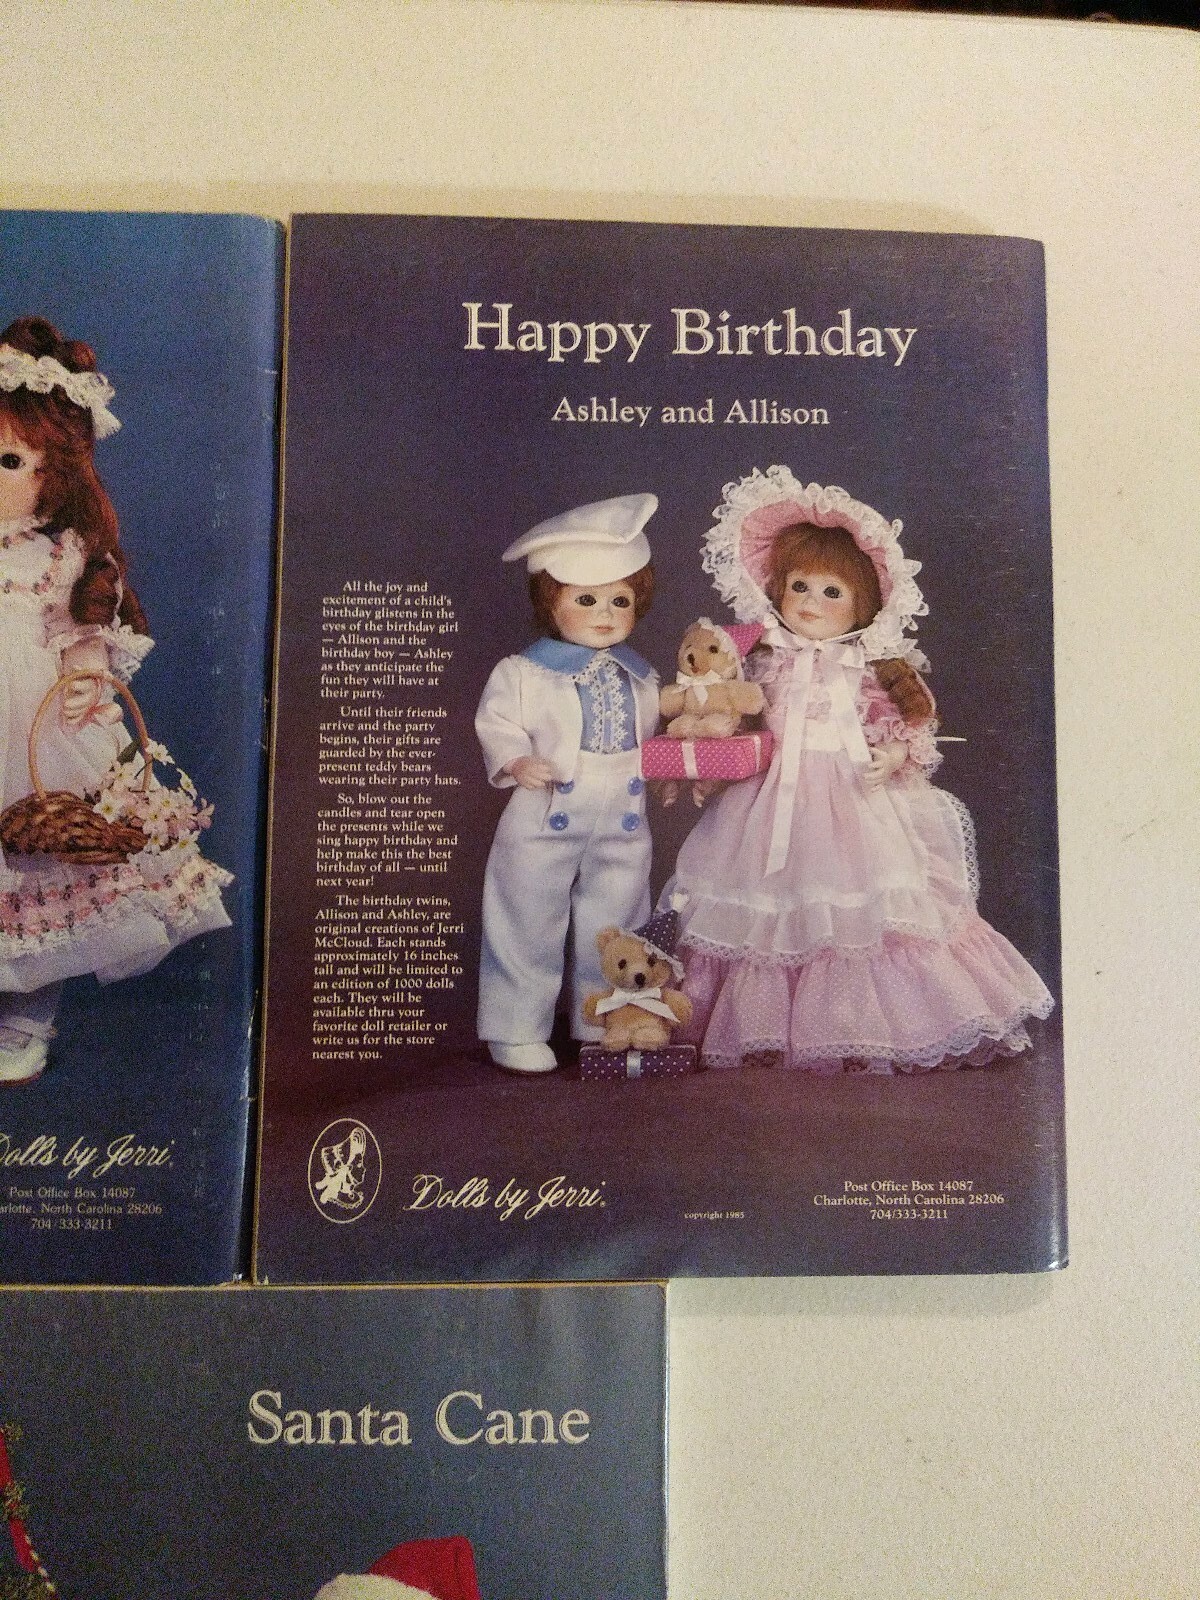 Happy Birthday
Ashley and Allison
All the joy and
excitement of a child's
birthday glistens in the
eyes of the birthday girl
— Allison and the
birthday boy — Ashley
as they anticipate the
fun they will have at
their party.
Until their friends
arrive and the party
begins, their gifts are
guarded by the ever-
present teddy bears
wearing their party hats.
So, blow out the
candles and tear open
the presents while we
sing happy birthday and
help make this the best
birthday of all — until
next year!
The birthday twins,
Allison and Ashley, are
original creations of Jerri
McCloud. Each stands
approximately 16 inches
tall and will be limited to
an edition of 1000 dolls
each. They will be
available thru your
favorite doll retailer or
write us for the store
nearest you.
Dolls by Jerri®
copyright 1985
Post Office Box 14087
Charlotte, North Carolina 28206
704/333-3211
Dolls by Jerri®
Post Office Box 14087
arlotte, North Carolina 28206
704/333-3211
Santa Cane